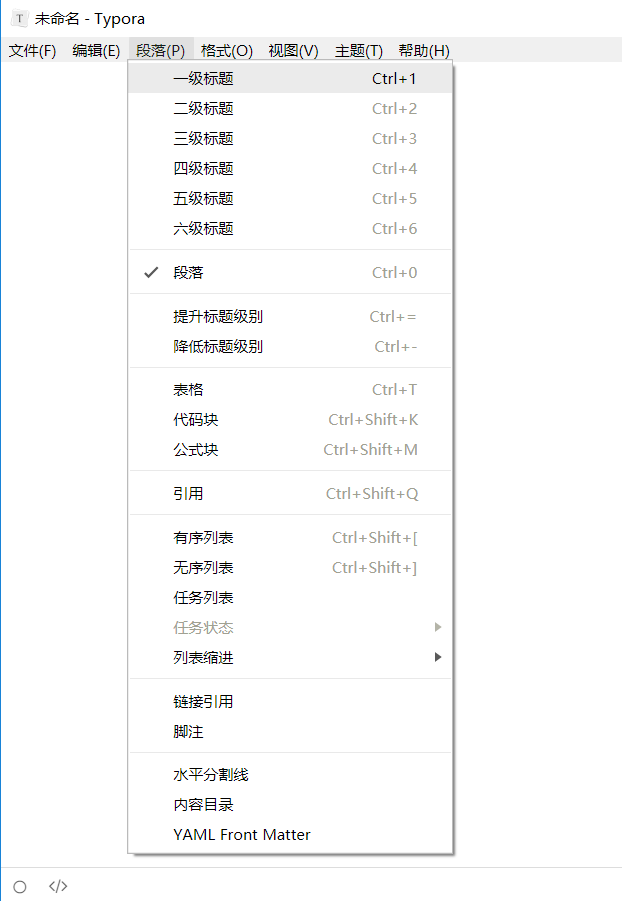 T 未命名 - Typora
文件(F) 编辑(E) 段落(P) 格式(O) 视图(V) 主题(T) 帮助(H)
一级标题 Ctrl+1
二级标题 Ctrl+2
三级标题 Ctrl+3
四级标题 Ctrl+4
五级标题 Ctrl+5
六级标题 Ctrl+6
段落 Ctrl+0
提升标题级别 Ctrl+=
降低标题级别 Ctrl+-
表格 Ctrl+T
代码块 Ctrl+Shift+K
公式块 Ctrl+Shift+M
引用 Ctrl+Shift+Q
有序列表 Ctrl+Shift+[
无序列表 Ctrl+Shift+]
任务列表
任务状态
列表缩进
链接引用
脚注
水平分割线
内容目录
YAML Front Matter
</>